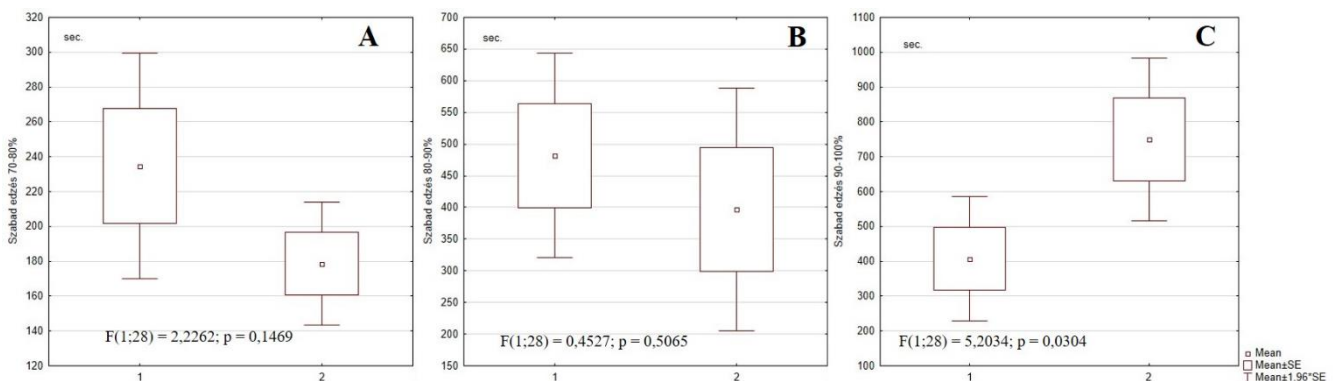 sec.
A
320
300
280
260
240
220
200
180
160
140
120
Szabad edzés 70-80%
F(1;28) = 2,2262; p = 0,1469
1
2
sec.
B
700
650
600
550
500
450
400
350
300
250
200
150
Szabad edzés 80-90%
F(1;28) = 0,4527; p = 0,5065
1
2
sec.
C
1100
1000
900
800
700
600
500
400
300
200
100
Szabad edzés 90-100%
F(1;28) = 5,2034; p = 0,0304
1
2
Mean
Mean±SE
Mean±1.96*SE